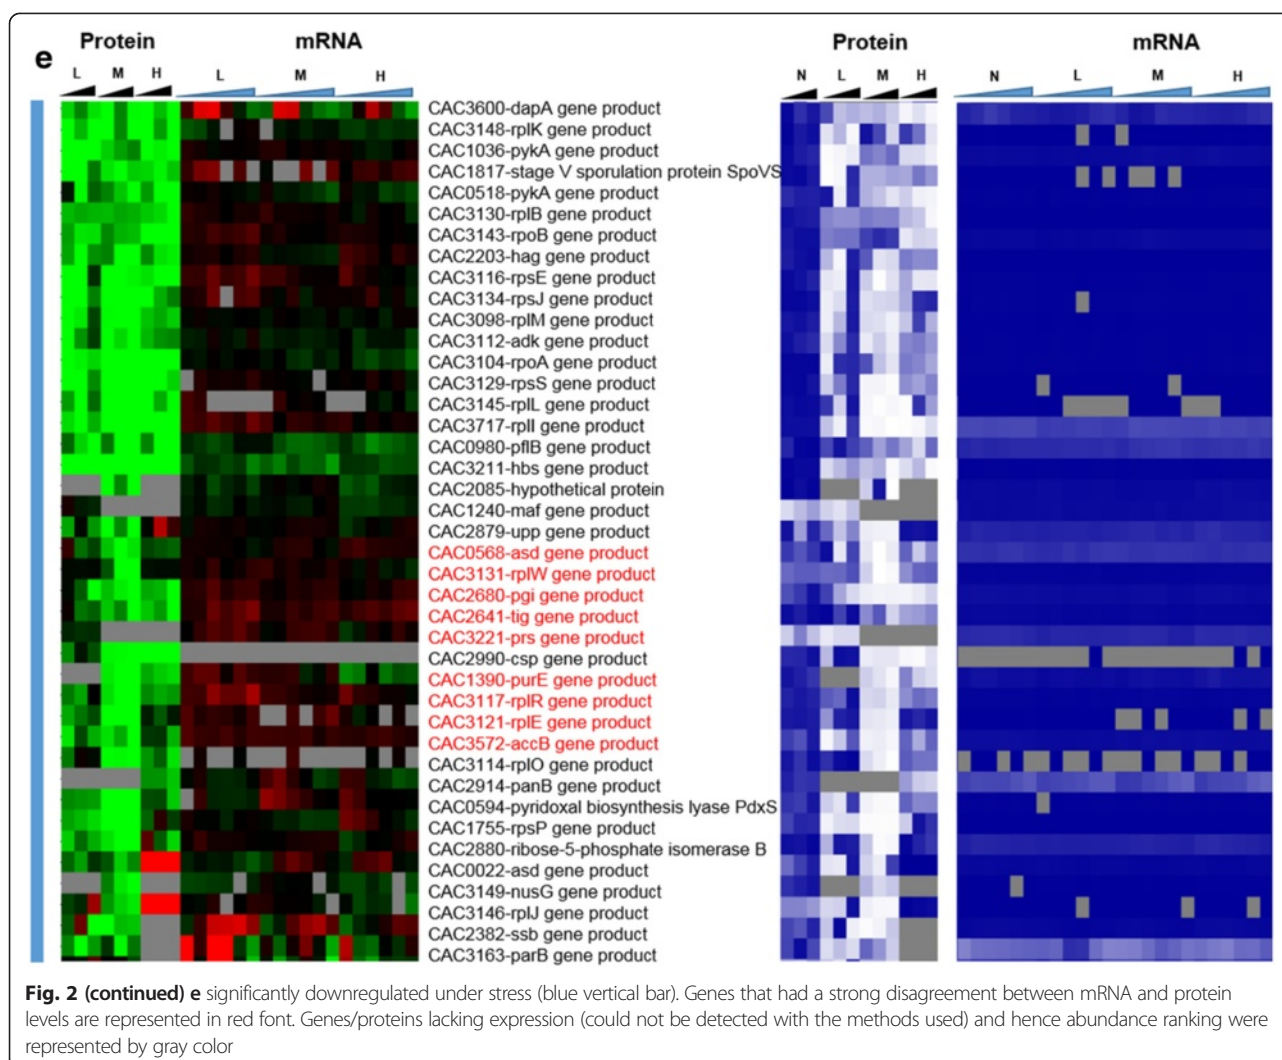 e
Protein mRNA Protein mRNA
L M H L M H N L M H N L M H
CAC3600-dapA gene product
CAC3148-rplK gene product
CAC1036-pykA gene product
CAC1817-stage V sporulation protein SpoVS
CAC0518-pykA gene product
CAC3130-rplB gene product
CAC3143-rpoB gene product
CAC2203-hag gene product
CAC3116-rpsE gene product
CAC3134-rpsJ gene product
CAC3098-rplM gene product
CAC3112-adk gene product
CAC3104-rpoA gene product
CAC3129-rpsS gene product
CAC3145-rplL gene product
CAC3717-rplI gene product
CAC0980-pflB gene product
CAC3211-hbs gene product
CAC2085-hypothetical protein
CAC1240-maf gene product
CAC2879-upp gene product
CAC0568-asd gene product
CAC3131-rplW gene product
CAC2680-pgi gene product
CAC2641-tig gene product
CAC3221-prs gene product
CAC2990-csp gene product
CAC1390-purE gene product
CAC3117-rplR gene product
CAC3121-rplE gene product
CAC3572-accB gene product
CAC3114-rplO gene product
CAC2914-panB gene product
CAC0594-pyridoxal biosynthesis lyase PdxS
CAC1755-rpsP gene product
CAC2880-ribose-5-phosphate isomerase B
CAC0022-asd gene product
CAC3149-nusG gene product
CAC3146-rplJ gene product
CAC2382-ssb gene product
CAC3163-parB gene product
Fig. 2 (continued) e significantly downregulated under stress (blue vertical bar). Genes that had a strong disagreement between mRNA and protein
levels are represented in red font. Genes/proteins lacking expression (could not be detected with the methods used) and hence abundance ranking were
represented by gray color